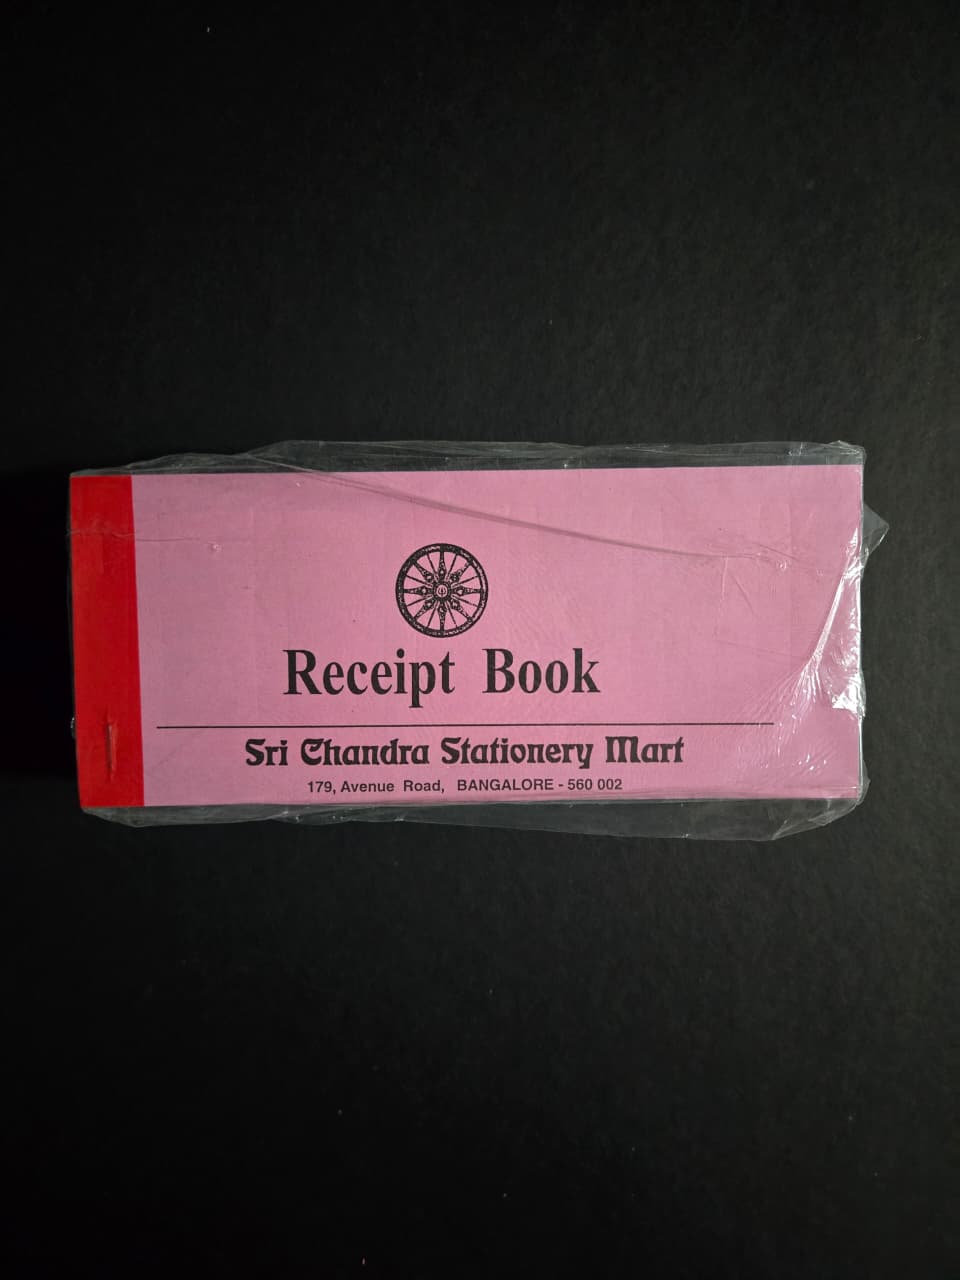 Receipt Book
Sri Chandra Stationery Mart
179, Avenue Road, BANGALORE - 560 002